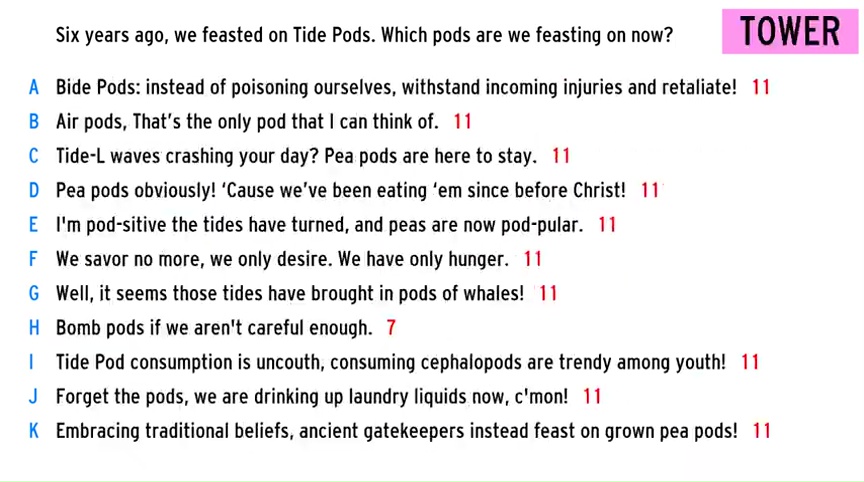 Six years ago, we feasted on Tide Pods. Which pods are we feasting on now?
TOWER
A Bide Pods: instead of poisoning ourselves, withstand incoming injuries and retaliate! 11
B Air pods, That's the only pod that I can think of. 11
C Tide-L waves crashing your day? Pea pods are here to stay. 11
D Pea pods obviously! ‘Cause we've been eating ‘em since before Christ! 11
E I'm pod-sitive the tides have turned, and peas are now pod-pular. 11
F We savor no more, we only desire. We have only hunger. 11
G Well, it seems those tides have brought in pods of whales! 11
H Bomb pods if we aren't careful enough. 7
I Tide Pod consumption is uncouth, consuming cephalopods are trendy among youth! 11
J Forget the pods, we are drinking up laundry liquids now, c'mon! 11
K Embracing traditional beliefs, ancient gatekeepers instead feast on grown pea pods! 11